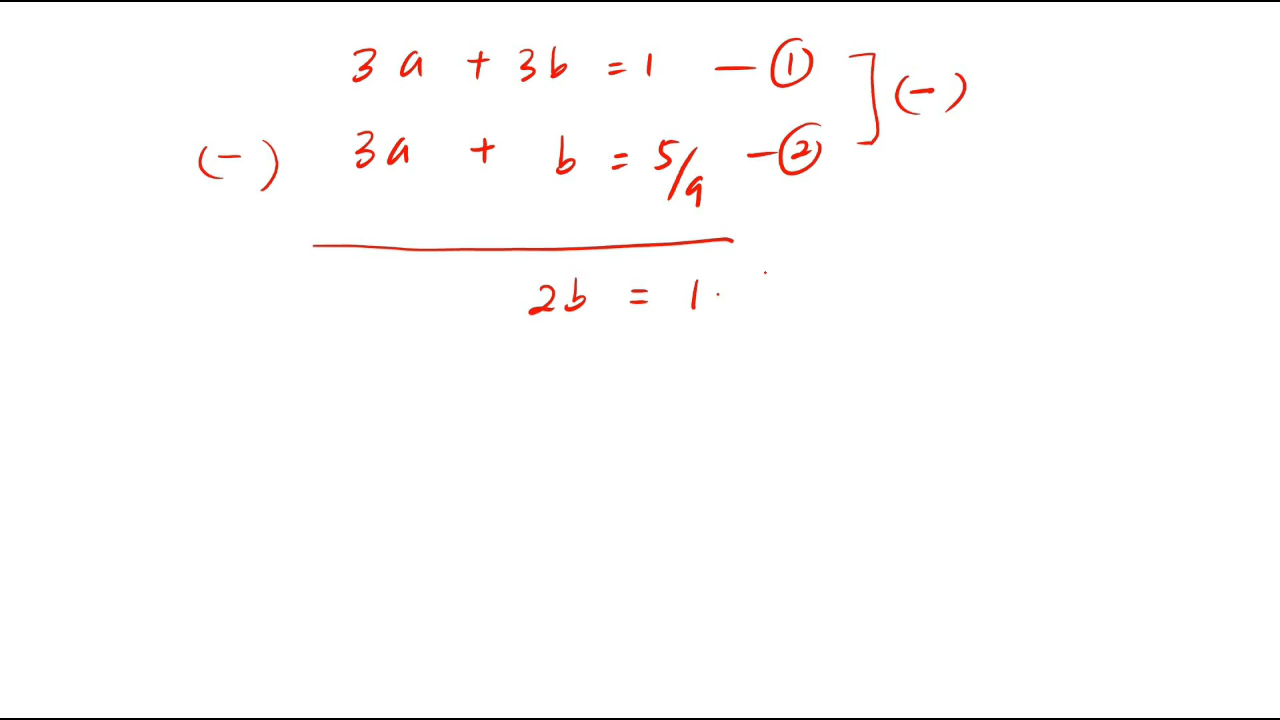 3a + 3b = 1 — ①
(-)
(-) 3a + b = 5/9 — ②
2b = 1 .